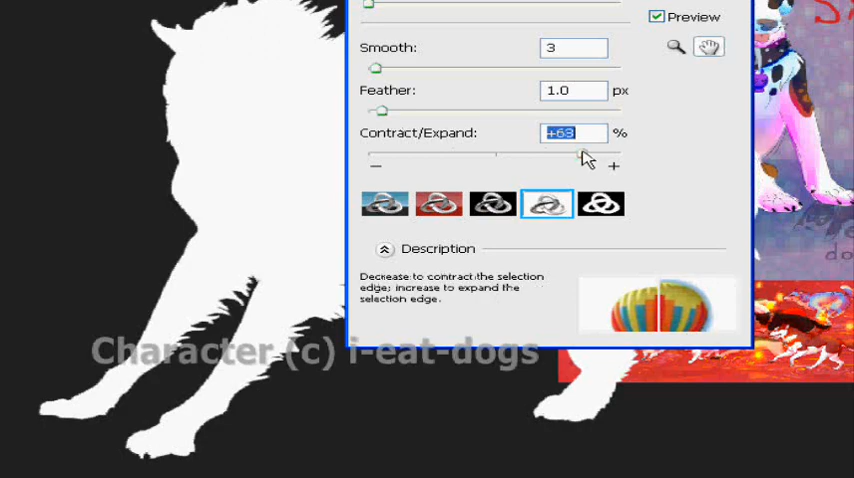 Preview
Smooth: 3
Feather: 1.0 px
Contract/Expand: +63 %
− +
Description
Decrease to contract the selection
edge; increase to expand the
selection edge.
Character (c) i-eat-dogs
do